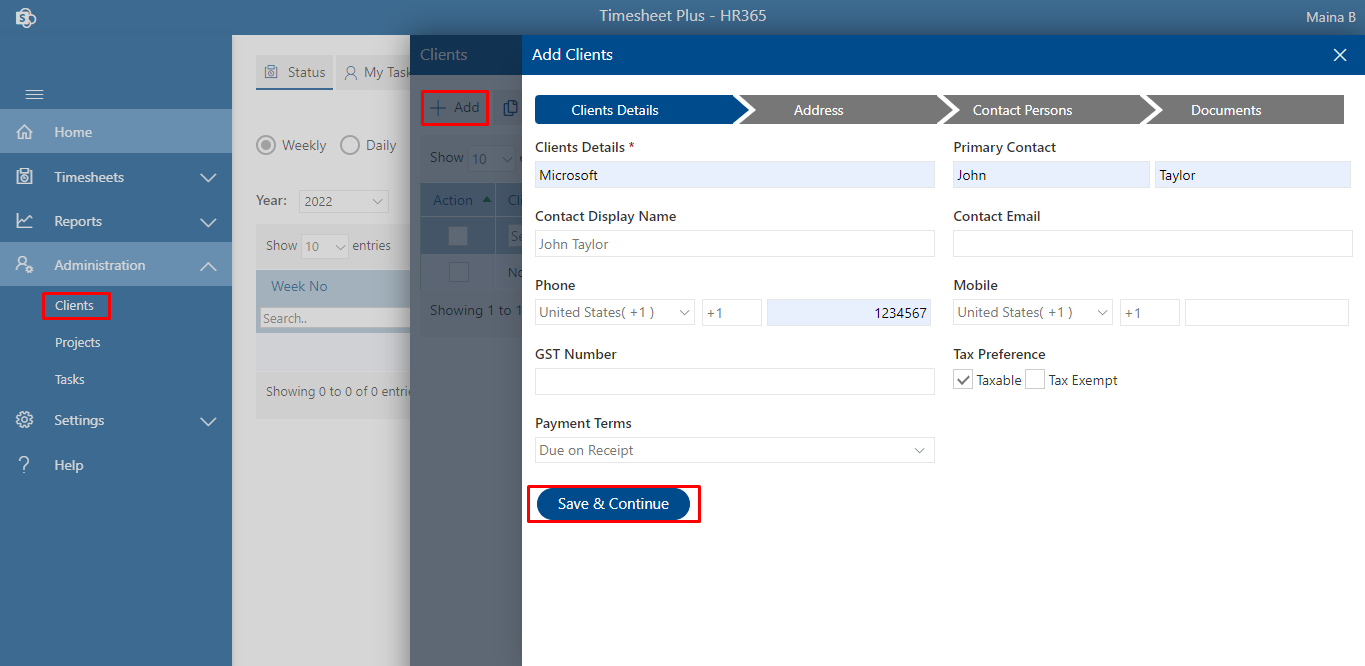 Timesheet Plus - HR365
Maina B
Home
Timesheets
Reports
Administration
Clients
Projects
Tasks
Settings
Help
Status
My Task
Weekly
Daily
Year:
2022
Show 10 entries
Week No
Search..
Showing 0 to 0 of 0 entrie
Clients
Add
Show 10 e
Action
Cli
Se
No
Showing 1 to 1
Add Clients
Clients Details
Address
Contact Persons
Documents
Clients Details *
Primary Contact
Microsoft
John
Taylor
Contact Display Name
Contact Email
John Taylor
Phone
Mobile
United States( +1 )
+1
1234567
United States( +1 )
+1
GST Number
Tax Preference
Taxable
Tax Exempt
Payment Terms
Due on Receipt
Save & Continue